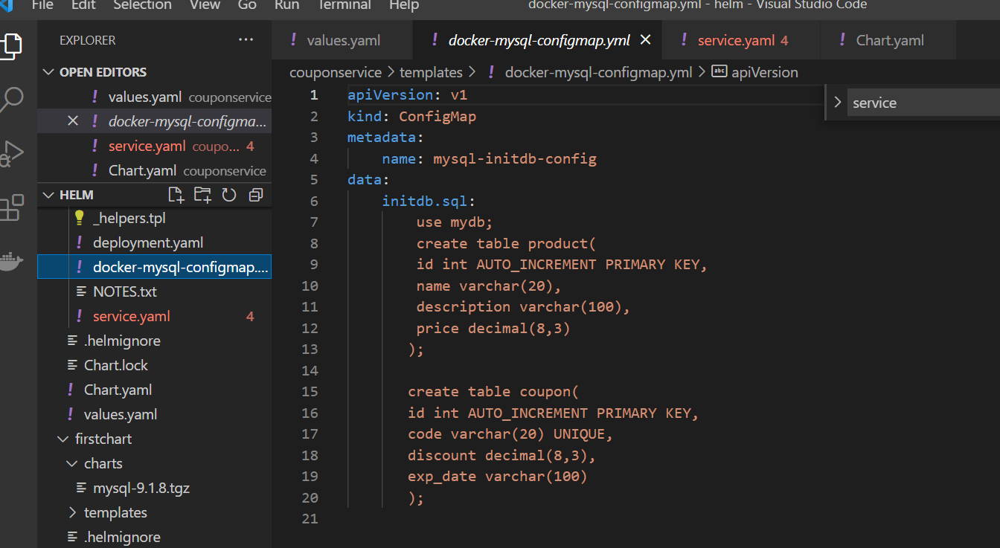 File Edit Selection View Go Run Terminal Help docker-mysql-configmap.yml - helm - Visual Studio Code
EXPLORER ...
! values.yaml ! docker-mysql-configmap.yml × ! service.yaml 4 ! Chart.yaml
OPEN EDITORS
! values.yaml couponservice
× ! docker-mysql-configma...
! service.yaml coupo... 4
! Chart.yaml couponservice
HELM
_helpers.tpl
! deployment.yaml
! docker-mysql-configmap....
NOTES.txt
! service.yaml 4
.helmignore
Chart.lock
! Chart.yaml
! values.yaml
firstchart
charts
mysql-9.1.8.tgz
templates
.helmignore
couponservice > templates > ! docker-mysql-configmap.yml > abc apiVersion
service
1 apiVersion: v1
2 kind: ConfigMap
3 metadata:
4 name: mysql-initdb-config
5 data:
6 initdb.sql:
7 use mydb;
8 create table product(
9 id int AUTO_INCREMENT PRIMARY KEY,
10 name varchar(20),
11 description varchar(100),
12 price decimal(8,3)
13 );
14
15 create table coupon(
16 id int AUTO_INCREMENT PRIMARY KEY,
17 code varchar(20) UNIQUE,
18 discount decimal(8,3),
19 exp_date varchar(100)
20 );
21